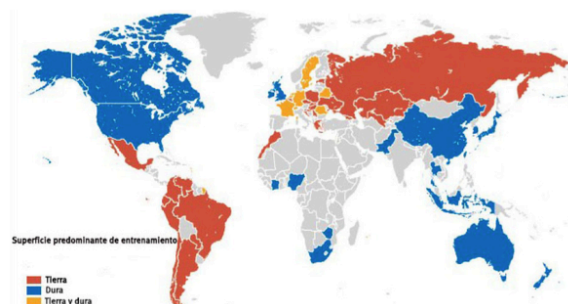 Superficie predominante de entrenamiento
Tierra
Dura
Tierra y dura